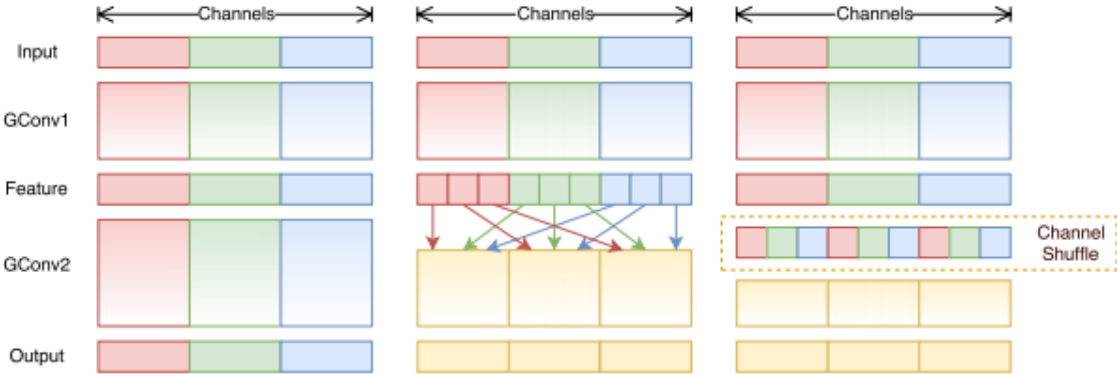 Channels Channels Channels
Input
GConv1
Feature
GConv2
Channel
Shuffle
Output